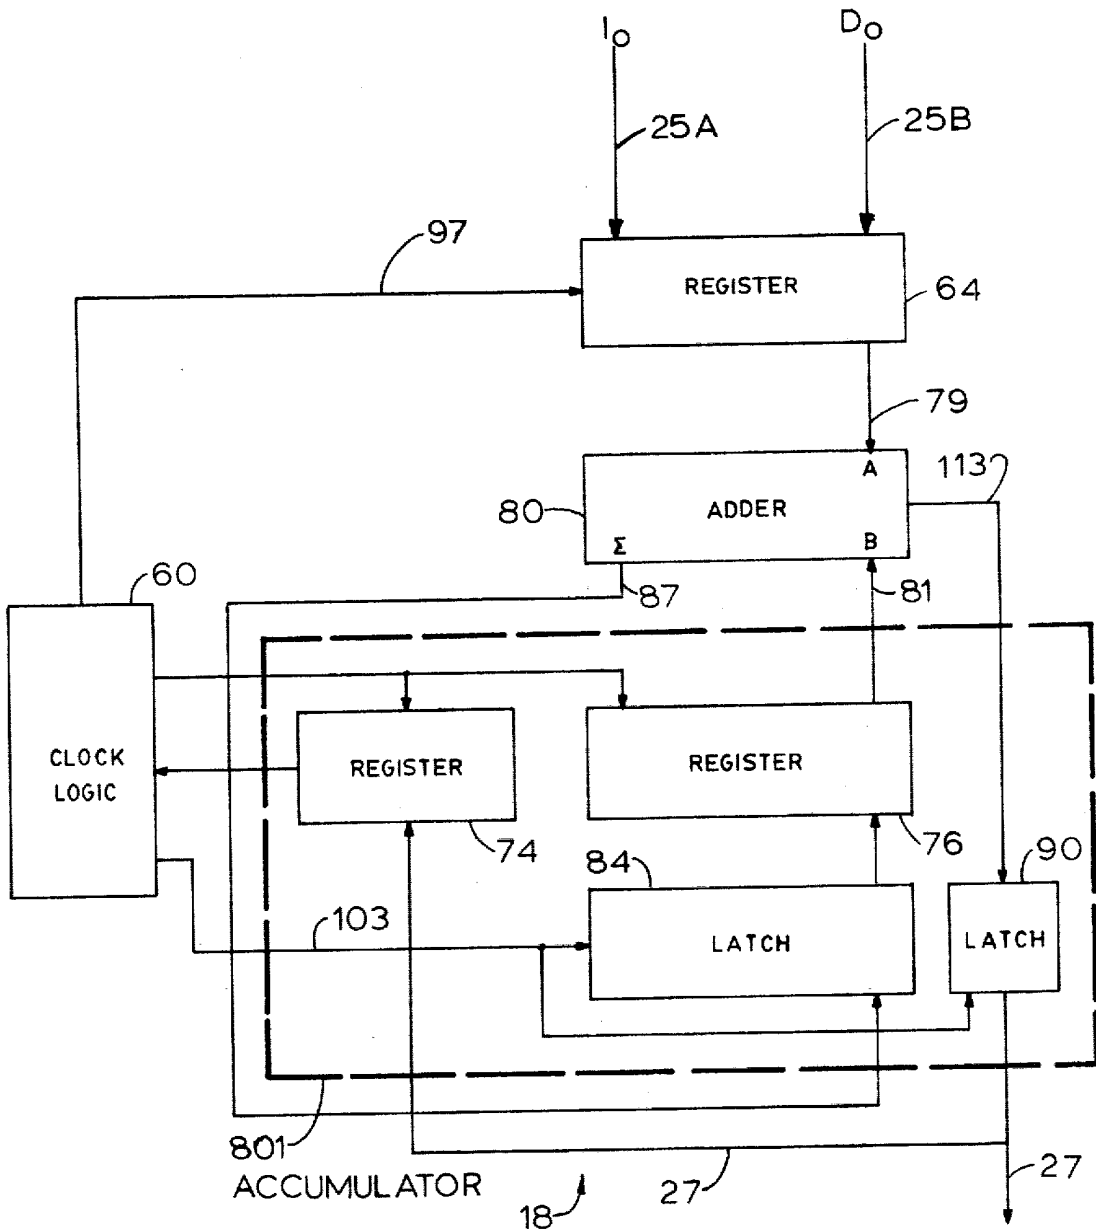 I₀ D₀
25A 25B
97
REGISTER
64
79
A 113
80 ADDER
Σ B
60 87 81
CLOCK
LOGIC
REGISTER
REGISTER
74
76
84 90
103
LATCH
LATCH
801
ACCUMULATOR
27
27
18